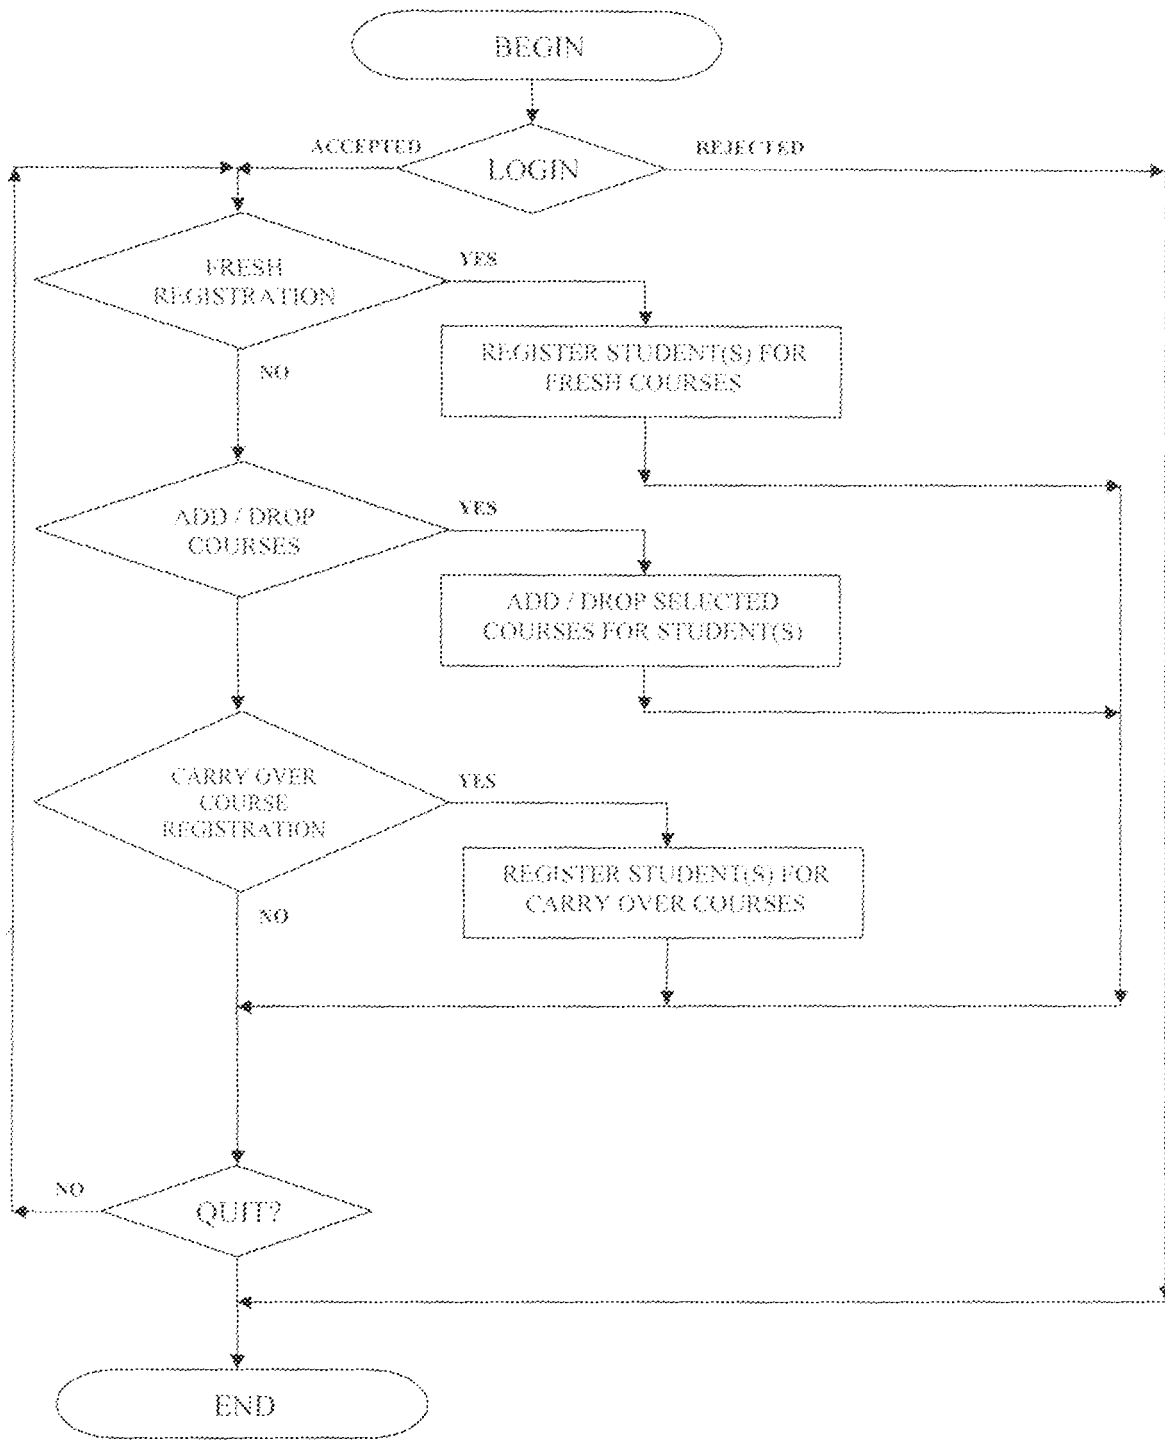 BEGIN
ACCEPTED
REJECTED
LOGIN
YES
FRESH
REGISTRATION
REGISTER STUDENT(S) FOR
FRESH COURSES
NO
YES
ADD / DROP
COURSES
ADD / DROP SELECTED
COURSES FOR STUDENT(S)
YES
CARRY OVER
COURSE
REGISTRATION
REGISTER STUDENT(S) FOR
CARRY OVER COURSES
NO
NO
QUIT?
END